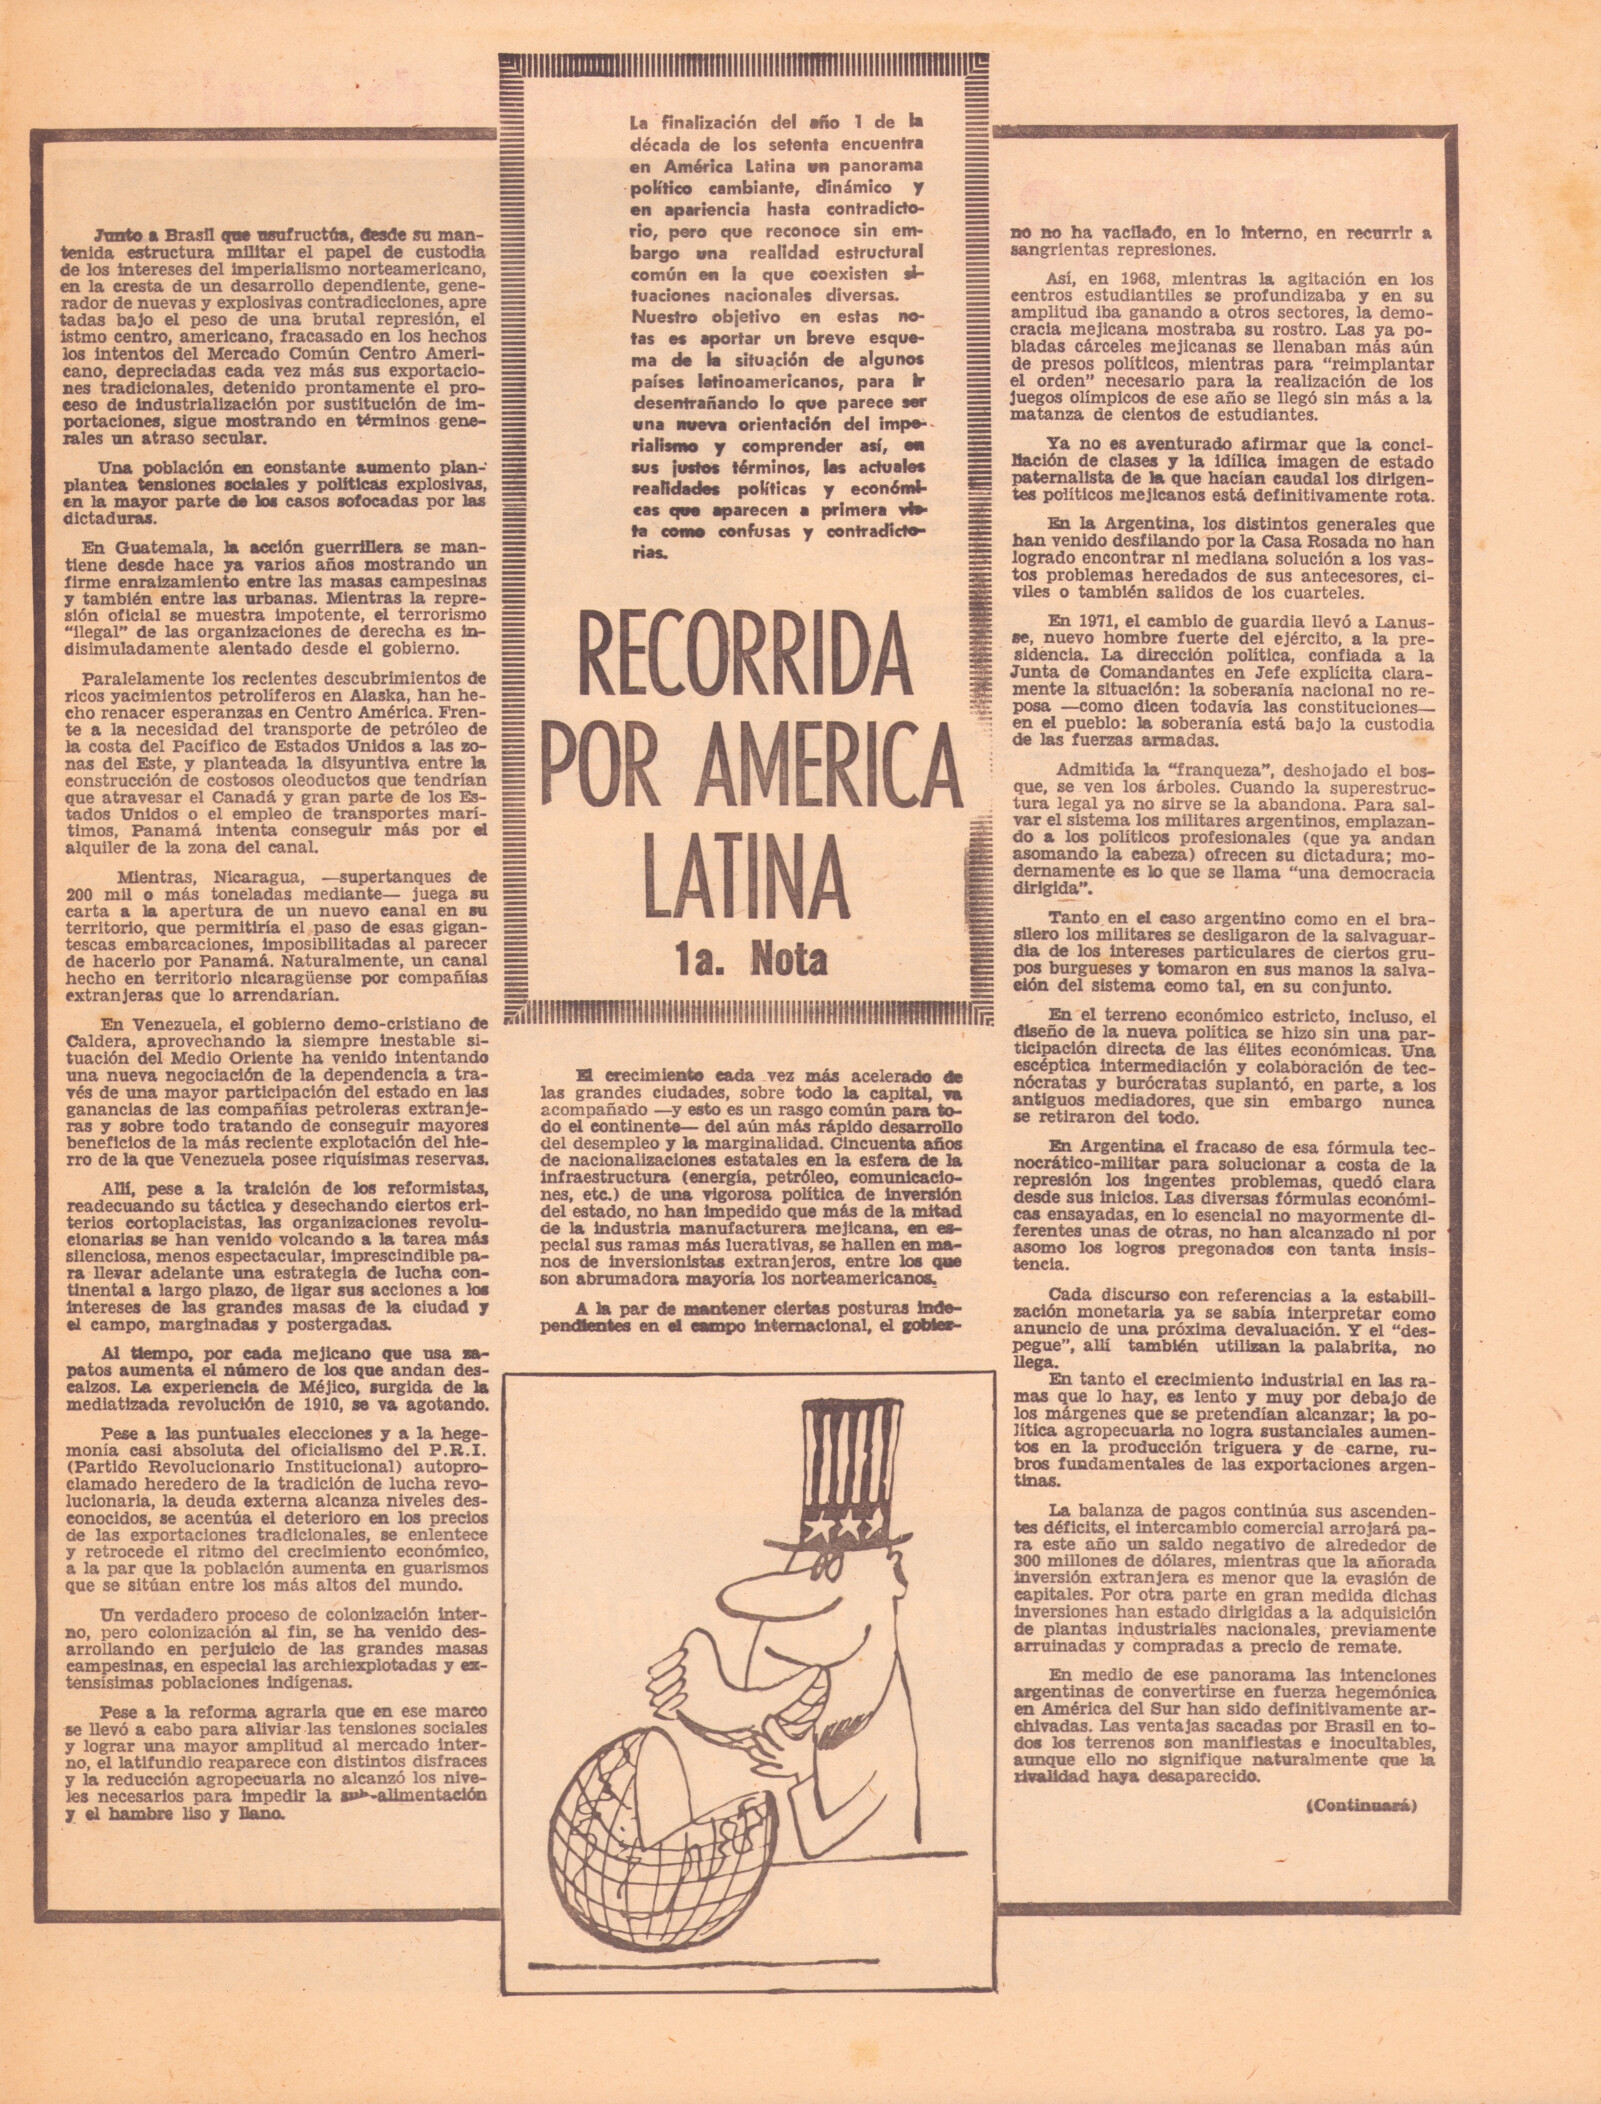 La finalización del año 1 de la
década de los setenta encuentra
en América Latina un panorama
político cambiante, dinámico y
en apariencia hasta contradicto-
rio, pero que reconoce sin em-
bargo una realidad estructural
común en la que coexisten si-
tuaciones nacionales diversas.
Nuestro objetivo en estas no-
tas es aportar un breve esque-
ma de la situación de algunos
países latinoamericanos, para ir
desentrañando lo que parece ser
una nueva orientación del impe-
rialismo y comprender así, en
sus justos términos, las actuales
realidades políticas y económi-
cas que aparecen a primera vis-
ta como confusas y contradicto-
rias.
RECORRIDA
POR AMERICA
LATINA
1a. Nota
Junto a Brasil que usufructúa, desde su man-
tenida estructura militar el papel de custodia
de los intereses del imperialismo norteamericano,
en la cresta de un desarrollo dependiente, gene-
rador de nuevas y explosivas contradicciones, apre
tadas bajo el peso de una brutal represión, el
istmo centro, americano, fracasado en los hechos
los intentos del Mercado Común Centro Ameri-
cano, depreciadas cada vez más sus exportacio-
nes tradicionales, detenido prontamente el pro-
ceso de industrialización por sustitución de im-
portaciones, sigue mostrando en términos gene-
rales un atraso secular.
Una población en constante aumento plan-
plantea tensiones sociales y políticas explosivas,
en la mayor parte de los casos sofocadas por las
dictaduras.
En Guatemala, la acción guerrillera se man-
tiene desde hace ya varios años mostrando un
firme enraizamiento entre las masas campesinas
y también entre las urbanas. Mientras la repre-
sión oficial se muestra impotente, el terrorismo
"ilegal" de las organizaciones de derecha es in-
disimuladamente alentado desde el gobierno.
Paralelamente los recientes descubrimientos de
ricos yacimientos petrolíferos en Alaska, han he-
cho renacer esperanzas en Centro América. Fren-
te a la necesidad del transporte de petróleo de
la costa del Pacífico de Estados Unidos a las zo-
nas del Este, y planteada la disyuntiva entre la
construcción de costosos oleoductos que tendrían
que atravesar el Canadá y gran parte de los Es-
tados Unidos o el empleo de transportes marí-
timos, Panamá intenta conseguir más por el
alquiler de la zona del canal.
Mientras, Nicaragua, —supertanques de
200 mil o más toneladas mediante— juega su
carta a la apertura de un nuevo canal en su
territorio, que permitiría el paso de esas gigan-
tescas embarcaciones, imposibilitadas al parecer
de hacerlo por Panamá. Naturalmente, un canal
hecho en territorio nicaragüense por compañías
extranjeras que lo arrendarían.
En Venezuela, el gobierno demo-cristiano de
Caldera, aprovechando la siempre inestable si-
tuación del Medio Oriente ha venido intentando
una nueva negociación de la dependencia a tra-
vés de una mayor participación del estado en las
ganancias de las compañías petroleras extranje-
ras y sobre todo tratando de conseguir mayores
beneficios de la más reciente explotación del hie-
rro de la que Venezuela posee riquísimas reservas.
Allí, pese a la traición de los reformistas,
readecuando su táctica y desechando ciertos cri-
terios cortoplacistas, las organizaciones revolu-
cionarias se han venido volcando a la tarea más
silenciosa, menos espectacular, imprescindible pa-
ra llevar adelante una estrategia de lucha con-
tinental a largo plazo, de ligar sus acciones a los
intereses de las grandes masas de la ciudad y
el campo, marginadas y postergadas.
Al tiempo, por cada mejicano que usa za-
patos aumenta el número de los que andan des-
calzos. La experiencia de Méjico, surgida de la
mediatizada revolución de 1910, se va agotando.
Pese a las puntuales elecciones y a la hege-
monía casi absoluta del oficialismo del P.R.I.
(Partido Revolucionario Institucional) autopro-
clamado heredero de la tradición de lucha revo-
lucionaria, la deuda externa alcanza niveles des-
conocidos, se acentúa el deterioro en los precios
de las exportaciones tradicionales, se enlentece
y retrocede el ritmo del crecimiento económico,
a la par que la población aumenta en guarismos
que se sitúan entre los más altos del mundo.
Un verdadero proceso de colonización inter-
no, pero colonización al fin, se ha venido des-
arrollando en perjuicio de las grandes masas
campesinas, en especial las archiexplotadas y ex-
tensísimas poblaciones indígenas.
Pese a la reforma agraria que en ese marco
se llevó a cabo para aliviar las tensiones sociales
y lograr una mayor amplitud al mercado inter-
no, el latifundio reaparece con distintos disfraces
y la reducción agropecuaria no alcanzó los nive-
les necesarios para impedir la sub-alimentación
y el hambre liso y llano.
El crecimiento cada vez más acelerado de
las grandes ciudades, sobre todo la capital, va
acompañado —y esto es un rasgo común para to-
do el continente— del aún más rápido desarrollo
del desempleo y la marginalidad. Cincuenta años
de nacionalizaciones estatales en la esfera de la
infraestructura (energía, petróleo, comunicacio-
nes, etc.) de una vigorosa política de inversión
del estado, no han impedido que más de la mitad
de la industria manufacturera mejicana, en es-
pecial sus ramas más lucrativas, se hallen en ma-
nos de inversionistas extranjeros, entre los que
son abrumadora mayoría los norteamericanos.
A la par de mantener ciertas posturas inde-
pendientes en el campo internacional, el gobier-
no no ha vacilado, en lo interno, en recurrir a
sangrientas represiones.
Así, en 1968, mientras la agitación en los
centros estudiantiles se profundizaba y en su
amplitud iba ganando a otros sectores, la demo-
cracia mejicana mostraba su rostro. Las ya po-
bladas cárceles mejicanas se llenaban más aún
de presos políticos, mientras para "reimplantar
el orden" necesario para la realización de los
juegos olímpicos de ese año se llegó sin más a la
matanza de cientos de estudiantes.
Ya no es aventurado afirmar que la conci-
liación de clases y la idílica imagen de estado
paternalista de la que hacían caudal los dirigen-
tes políticos mejicanos está definitivamente rota.
En la Argentina, los distintos generales que
han venido desfilando por la Casa Rosada no han
logrado encontrar ni mediana solución a los vas-
tos problemas heredados de sus antecesores, ci-
viles o también salidos de los cuarteles.
En 1971, el cambio de guardia llevó a Lanus-
se, nuevo hombre fuerte del ejército, a la pre-
sidencia. La dirección política, confiada a la
Junta de Comandantes en Jefe explícita clara-
mente la situación: la soberanía nacional no re-
posa —como dicen todavía las constituciones—
en el pueblo: la soberanía está bajo la custodia
de las fuerzas armadas.
Admitida la "franqueza", deshojado el bos-
que, se ven los árboles. Cuando la superestruc-
tura legal ya no sirve se la abandona. Para sal-
var el sistema los militares argentinos, emplazan-
do a los políticos profesionales (que ya andan
asomando la cabeza) ofrecen su dictadura; mo-
dernamente es lo que se llama "una democracia
dirigida".
Tanto en el caso argentino como en el bra-
silero los militares se desligaron de la salvaguar-
dia de los intereses particulares de ciertos gru-
pos burgueses y tomaron en sus manos la salva-
ción del sistema como tal, en su conjunto.
En el terreno económico estricto, incluso, el
diseño de la nueva política se hizo sin una par-
ticipación directa de las élites económicas. Una
escéptica intermediación y colaboración de tec-
nócratas y burócratas suplantó, en parte, a los
antiguos mediadores, que sin embargo nunca
se retiraron del todo.
En Argentina el fracaso de esa fórmula tec-
nocrático-militar para solucionar a costa de la
represión los ingentes problemas, quedó clara
desde sus inicios. Las diversas fórmulas económi-
cas ensayadas, en lo esencial no mayormente di-
ferentes unas de otras, no han alcanzado ni por
asomo los logros pregonados con tanta insis-
tencia.
Cada discurso con referencias a la estabili-
zación monetaria ya se sabía interpretar como
anuncio de una próxima devaluación. Y el "des-
pegue", allí también utilizan la palabrita, no
llega.
En tanto el crecimiento industrial en las ra-
mas que lo hay, es lento y muy por debajo de
los márgenes que se pretendían alcanzar; la po-
lítica agropecuaria no logra sustanciales aumen-
tos en la producción triguera y de carne, ru-
bros fundamentales de las exportaciones argen-
tinas.
La balanza de pagos continúa sus ascenden-
tes déficits, el intercambio comercial arrojará pa-
ra este año un saldo negativo de alrededor de
300 millones de dólares, mientras que la añorada
inversión extranjera es menor que la evasión de
capitales. Por otra parte en gran medida dichas
inversiones han estado dirigidas a la adquisición
de plantas industriales nacionales, previamente
arruinadas y compradas a precio de remate.
En medio de ese panorama las intenciones
argentinas de convertirse en fuerza hegemónica
en América del Sur han sido definitivamente ar-
chivadas. Las ventajas sacadas por Brasil en to-
dos los terrenos son manifiestas e inocultables,
aunque ello no signifique naturalmente que la
rivalidad haya desaparecido.
(Continuará)